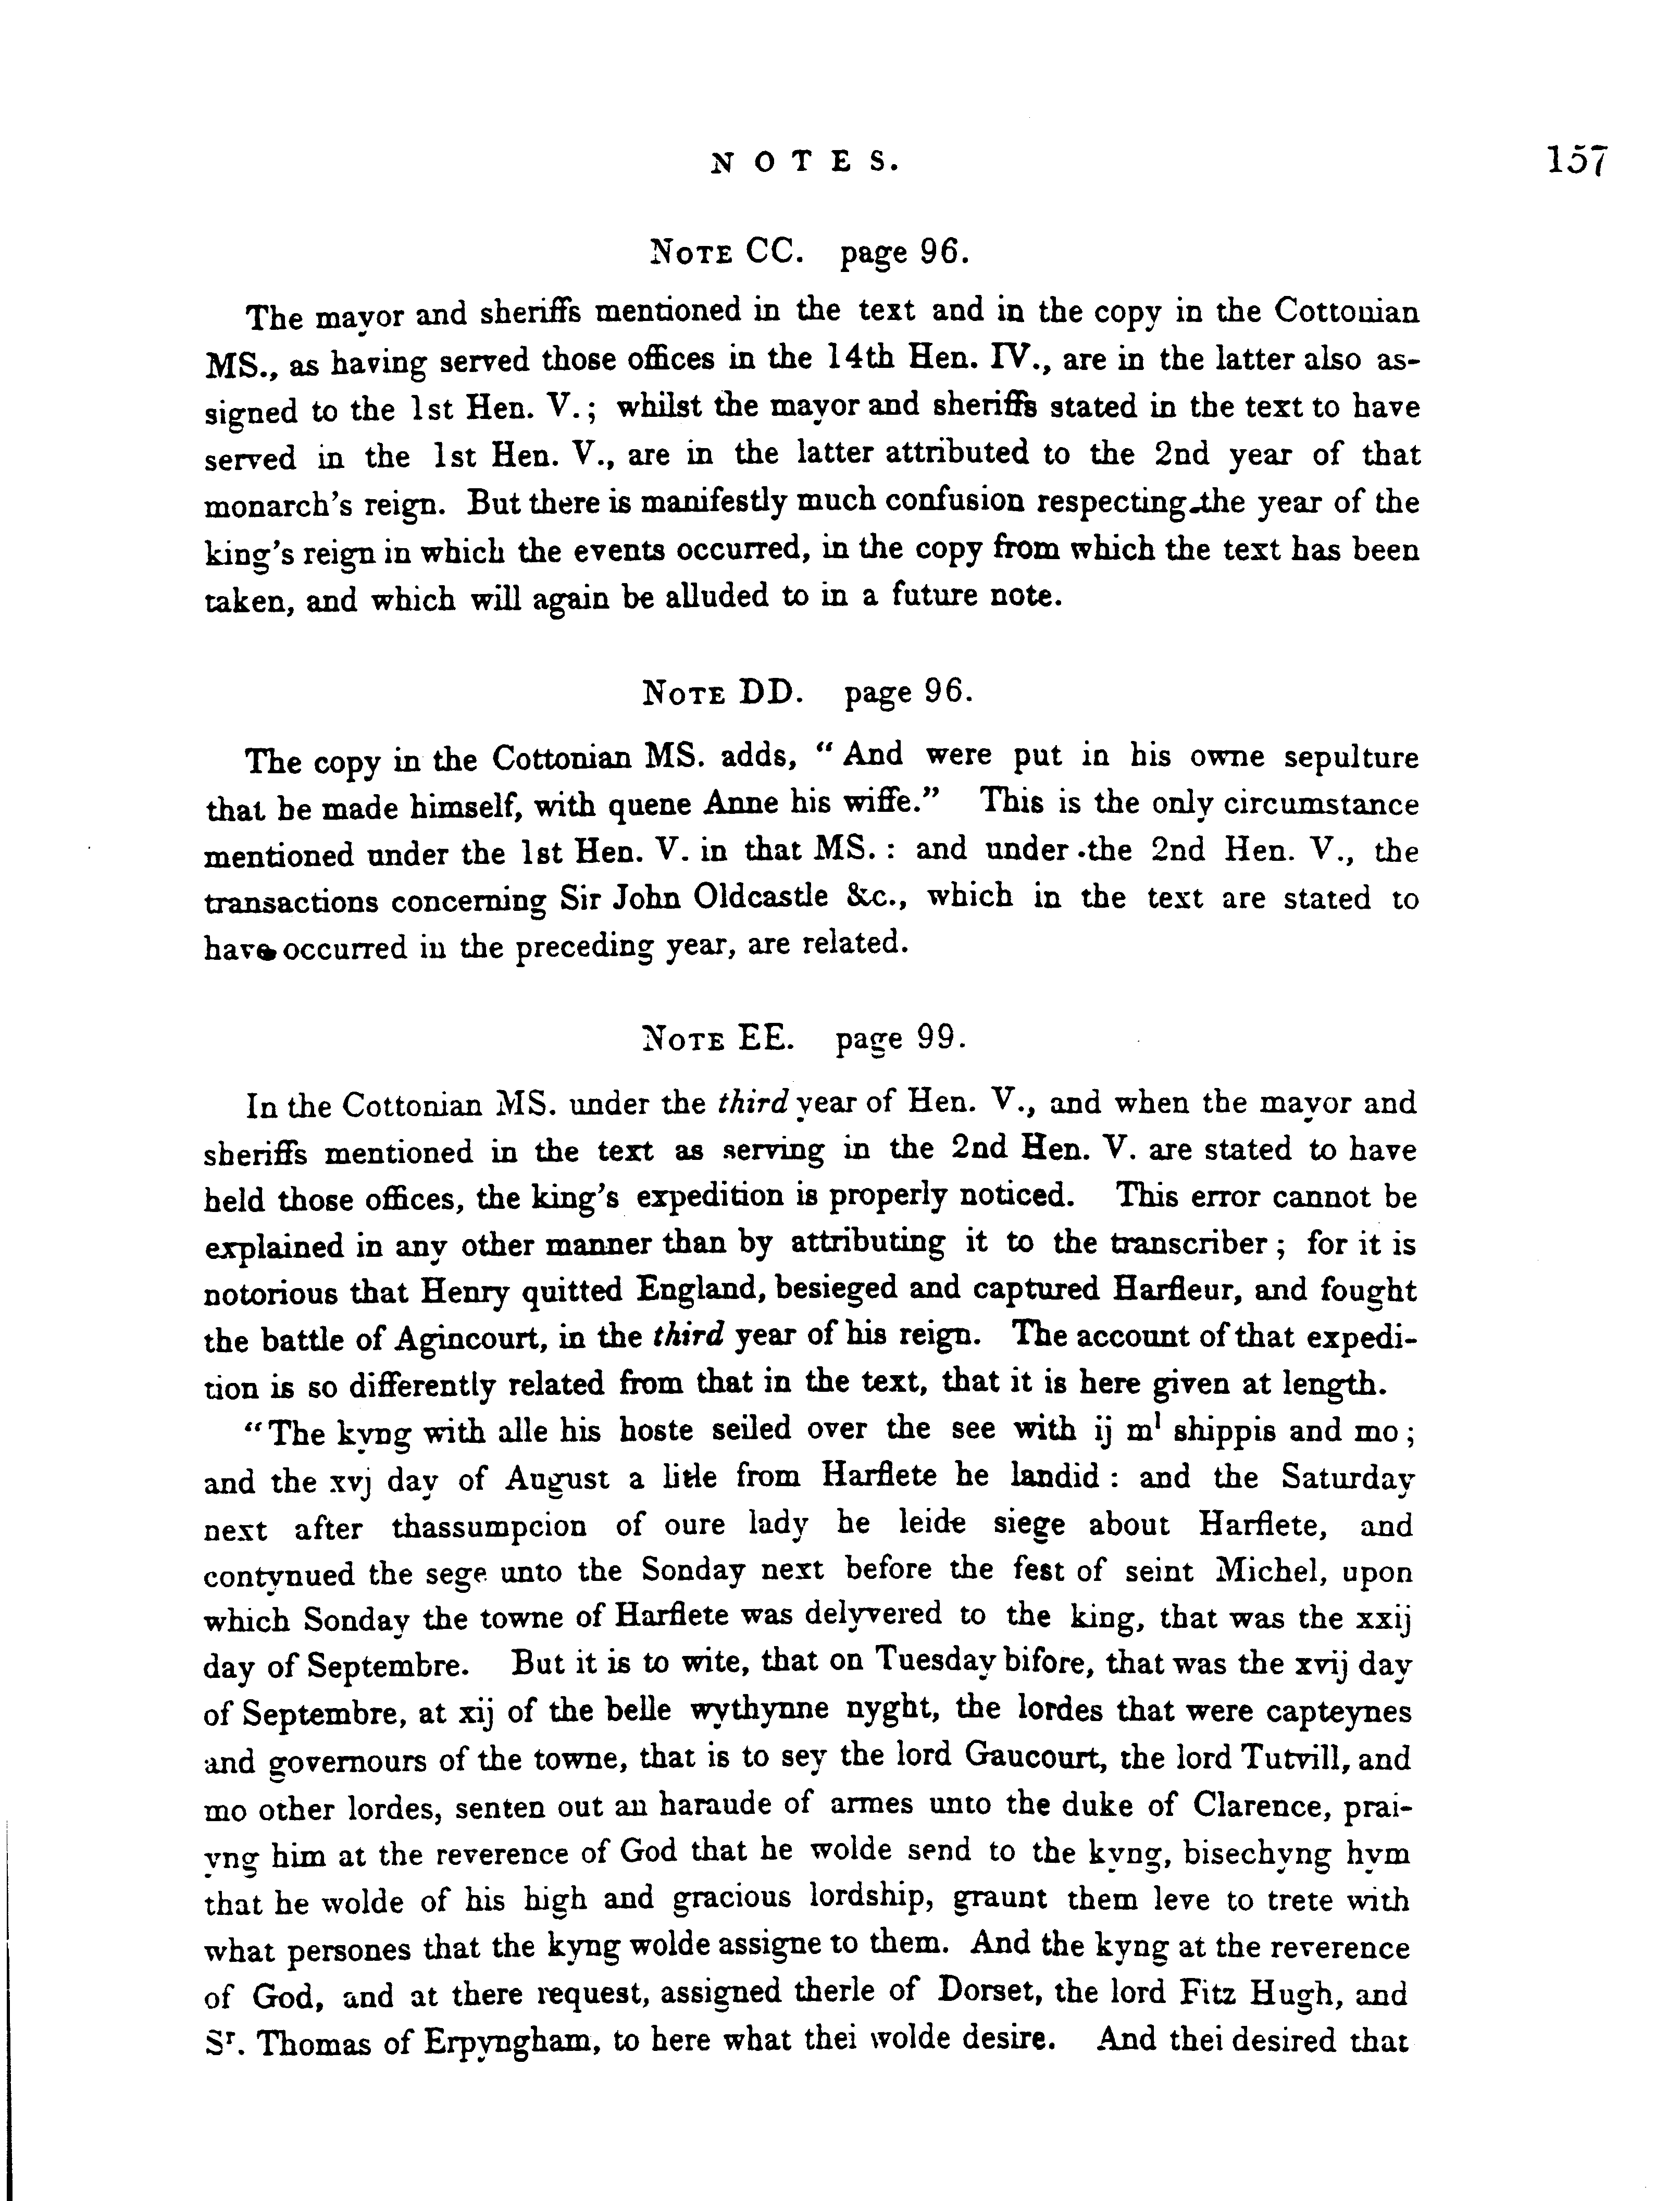 NOTES. 157
NOTE CC. page 96.
The mayor and sheriffs mentioned in the text and in the copy in the Cottonian
MS., as having served those offices in the 14th Hen. IV., are in the latter also as-
signed to the 1st Hen. V.; whilst the mayor and sheriffs stated in the text to have
served in the 1st Hen. V., are in the latter attributed to the 2nd year of that
monarch's reign. But there is manifestly much confusion respecting the year of the
king's reign in which the events occurred, in the copy from which the text has been
taken, and which will again be alluded to in a future note.
NOTE DD. page 96.
The copy in the Cottonian MS. adds, "And were put in his owne sepulture
that he made himself, with quene Anne his wiffe." This is the only circumstance
mentioned under the 1st Hen. V. in that MS.: and under the 2nd Hen. V., the
transactions concerning Sir John Oldcastle &c., which in the text are stated to
have occurred in the preceding year, are related.
NOTE EE. page 99.
In the Cottonian MS. under the third year of Hen. V., and when the mayor and
sheriffs mentioned in the text as serving in the 2nd Hen. V. are stated to have
held those offices, the king's expedition is properly noticed. This error cannot be
explained in any other manner than by attributing it to the transcriber; for it is
notorious that Henry quitted England, besieged and captured Harfleur, and fought
the battle of Agincourt, in the third year of his reign. The account of that expedi-
tion is so differently related from that in the text, that it is here given at length.
"The kyng with alle his hoste seiled over the see with ij mˡ shippis and mo;
and the xvj day of August a litle from Harflete he landid: and the Saturday
next after thassumpcion of oure lady he leide siege about Harflete, and
contynued the sege unto the Sonday next before the fest of seint Michel, upon
which Sonday the towne of Harflete was delyvered to the king, that was the xxij
day of Septembre. But it is to wite, that on Tuesday bifore, that was the xvij day
of Septembre, at xij of the belle wythynne nyght, the lordes that were capteynes
and governours of the towne, that is to sey the lord Gaucourt, the lord Tutvill, and
mo other lordes, senten out an haraude of armes unto the duke of Clarence, prai-
yng him at the reverence of God that he wolde send to the kyng, bisechyng hym
that he wolde of his high and gracious lordship, graunt them leve to trete with
what persones that the kyng wolde assigne to them. And the kyng at the reverence
of God, and at there request, assigned therle of Dorset, the lord Fitz Hugh, and
Sʳ. Thomas of Erpyngham, to here what thei wolde desire. And thei desired that